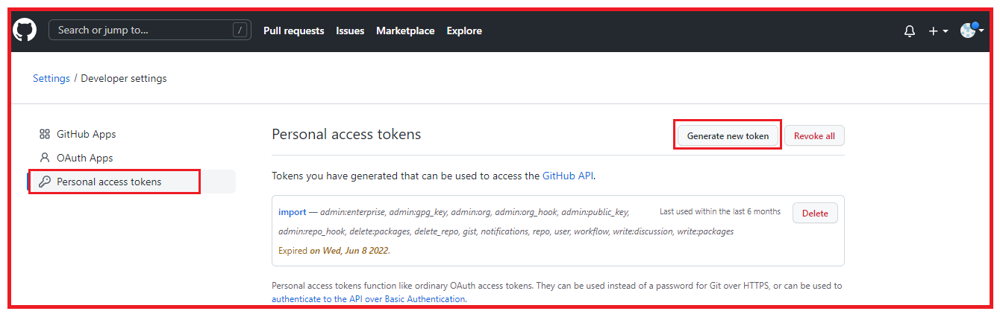 Search or jump to... /
Pull requests Issues Marketplace Explore
Settings / Developer settings
GitHub Apps
OAuth Apps
Personal access tokens
Personal access tokens
Generate new token
Revoke all
Tokens you have generated that can be used to access the GitHub API.
import — admin:enterprise, admin:gpg_key, admin:org, admin:org_hook, admin:public_key,
Last used within the last 6 months
Delete
admin:repo_hook, delete:packages, delete_repo, gist, notifications, repo, user, workflow, write:discussion, write:packages
Expired on Wed, Jun 8 2022.
Personal access tokens function like ordinary OAuth access tokens. They can be used instead of a password for Git over HTTPS, or can be used to
authenticate to the API over Basic Authentication.